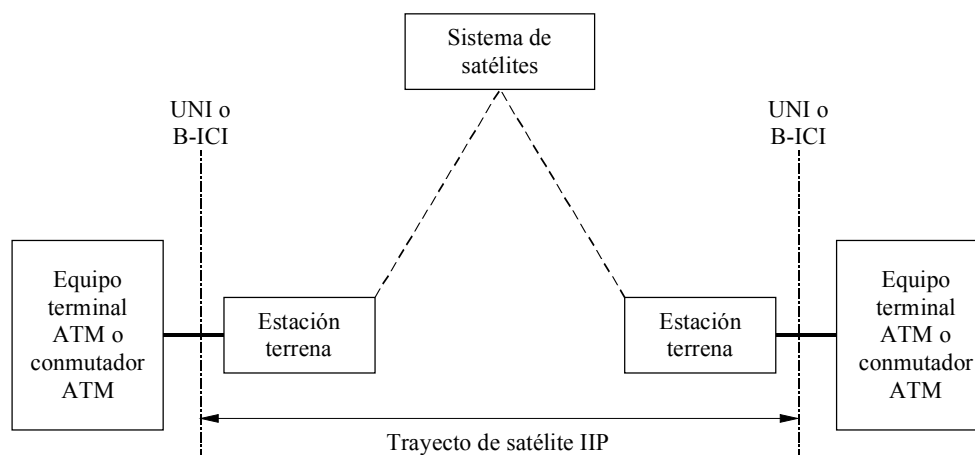 Sistema de
satélites
UNI o
B-ICI
UNI o
B-ICI
Equipo
terminal
ATM o
conmutador
ATM
Estación
terrena
Estación
terrena
Equipo
terminal
ATM o
conmutador
ATM
Trayecto de satélite IIP